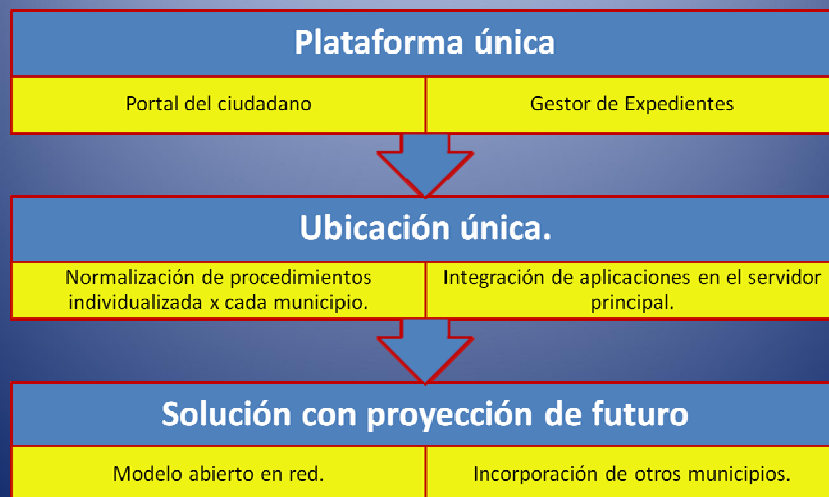 Plataforma única
Portal del ciudadano
Gestor de Expedientes
Ubicación única.
Normalización de procedimientos
individualizada x cada municipio.
Integración de aplicaciones en el servidor
principal.
Solución con proyección de futuro
Modelo abierto en red.
Incorporación de otros municipios.